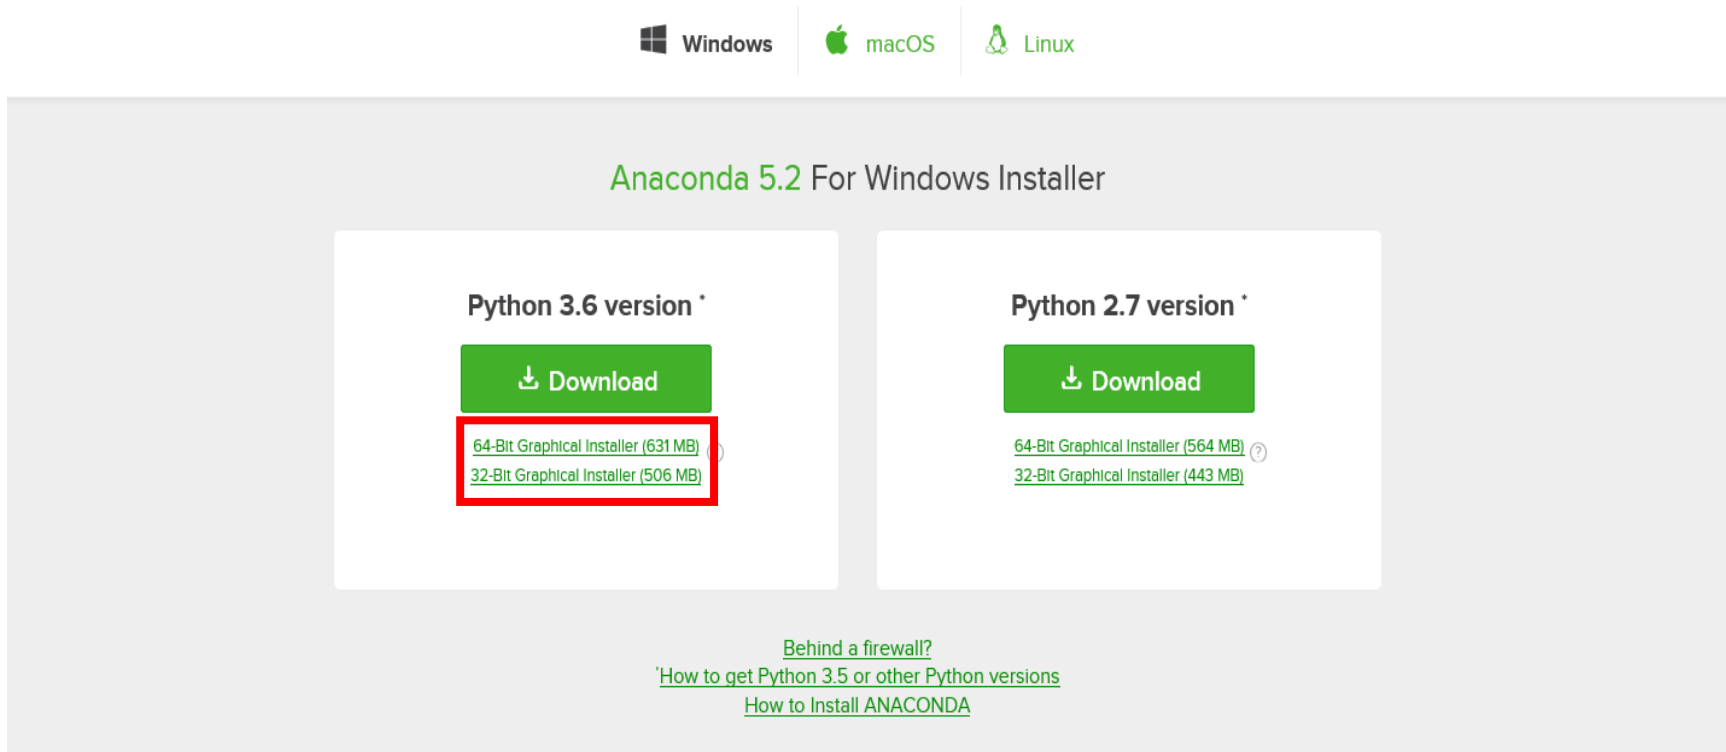 Windows macOS Linux
Anaconda 5.2 For Windows Installer
Python 3.6 version *
Download
64-Bit Graphical Installer (631 MB)
32-Bit Graphical Installer (506 MB)
Python 2.7 version *
Download
64-Bit Graphical Installer (564 MB) ?
32-Bit Graphical Installer (443 MB)
Behind a firewall?
*How to get Python 3.5 or other Python versions
How to Install ANACONDA